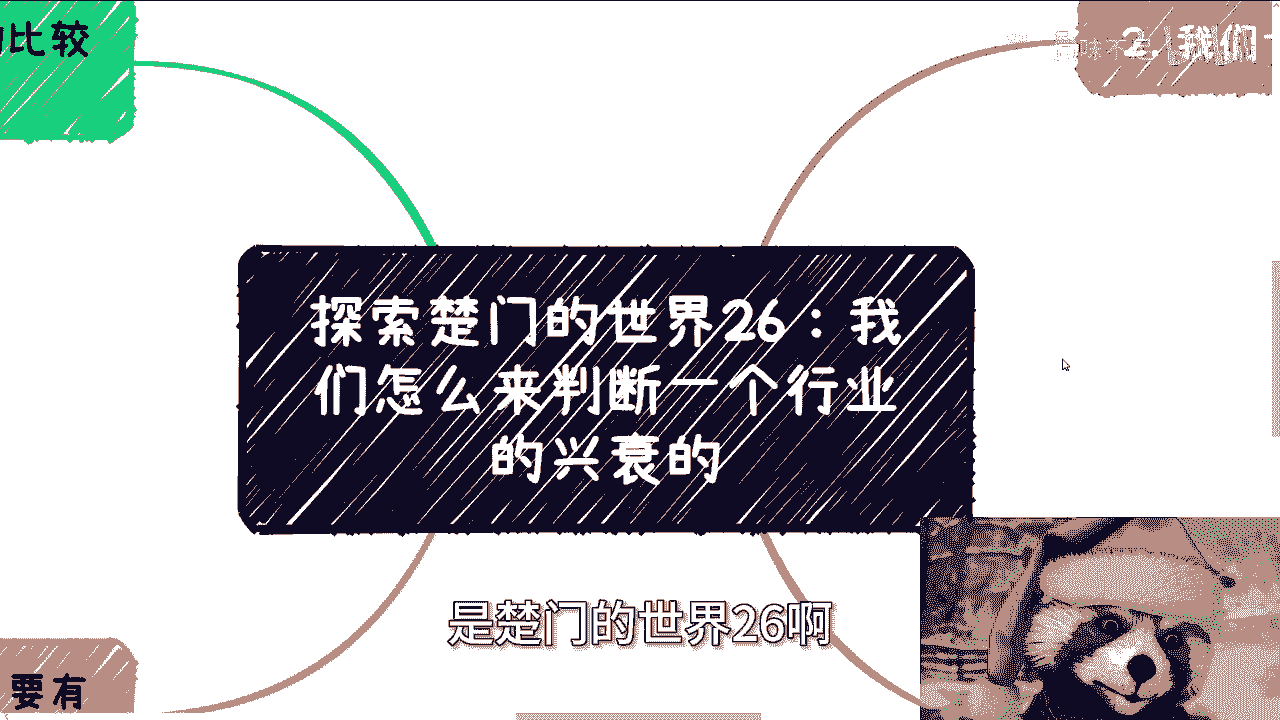 比较
2. 我们
探索楚门的世界26：我
们怎么来判断一个行业
的兴衰的
是楚门的世界26啊
要有